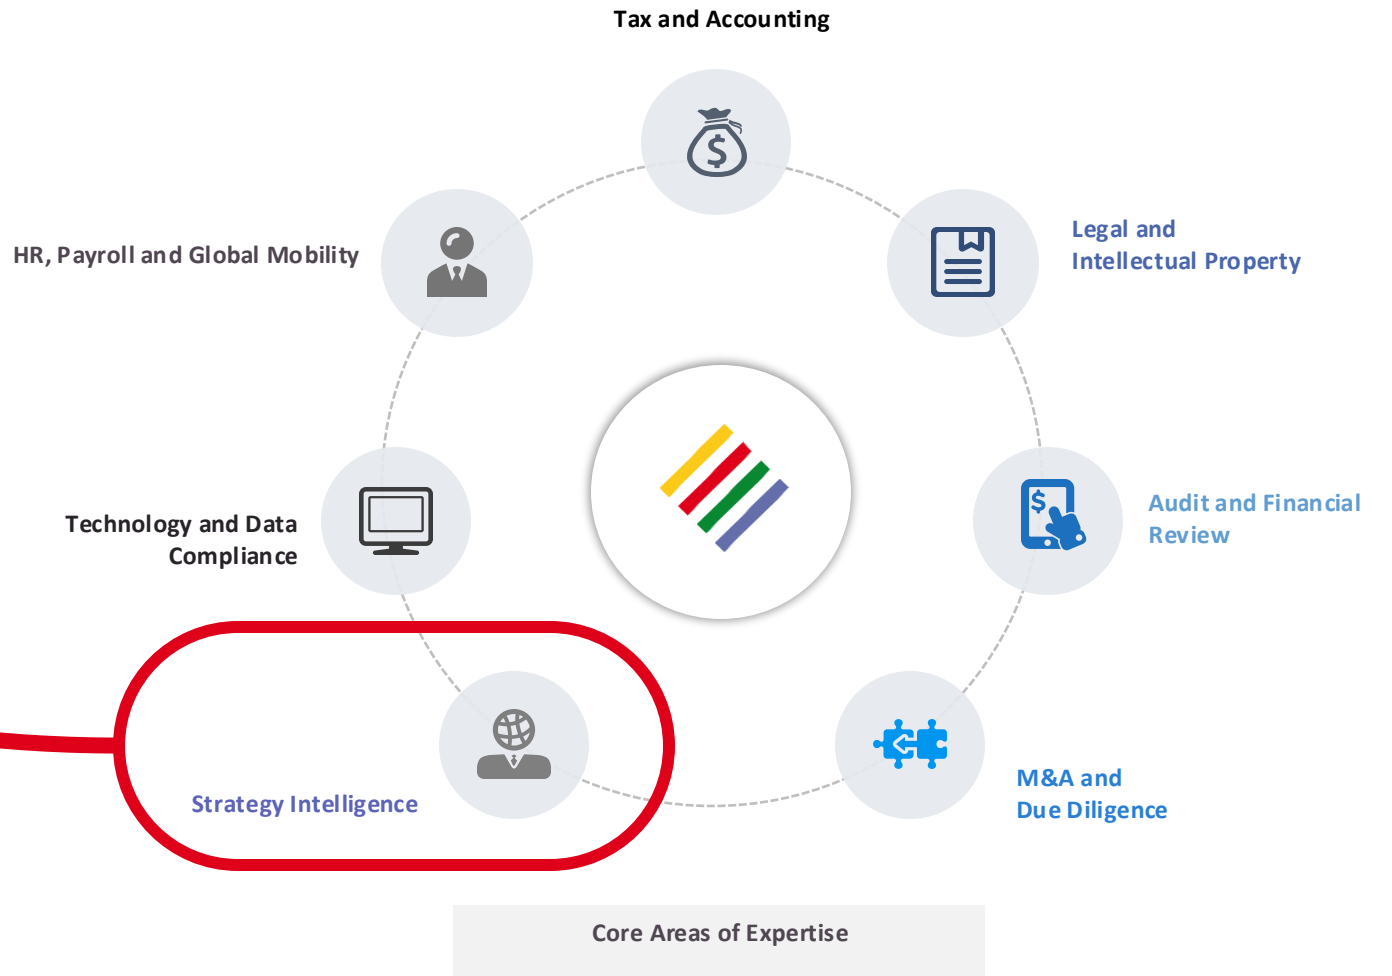 Tax and Accounting
HR, Payroll and Global Mobility
Legal and
Intellectual Property
$
$
Technology and Data
Compliance
Audit and Financial
Review
Strategy Intelligence
M&A and
Due Diligence
Core Areas of Expertise